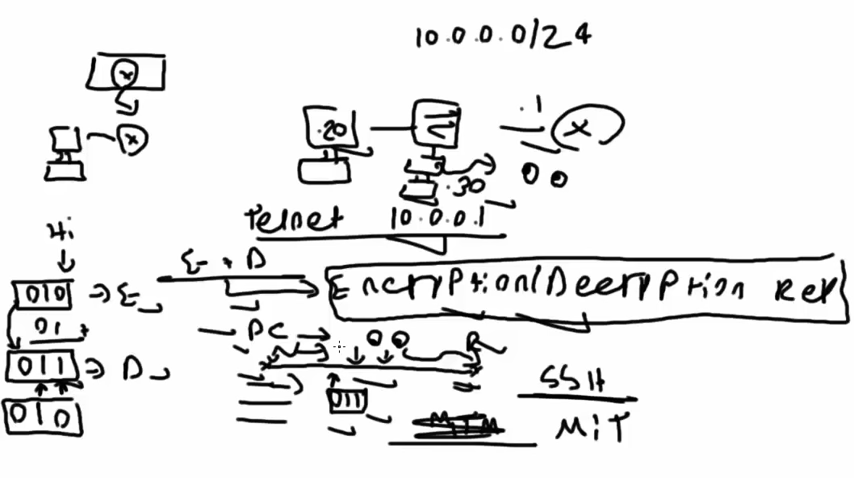 10.0.0.0/24
x
.1
.20
x
x
.30
Telnet 10.0.0.1
Hi
E + D
010 → E
Encryption/Decryption Key
01
PC
R
011 → D
SSH
011
010
MiT